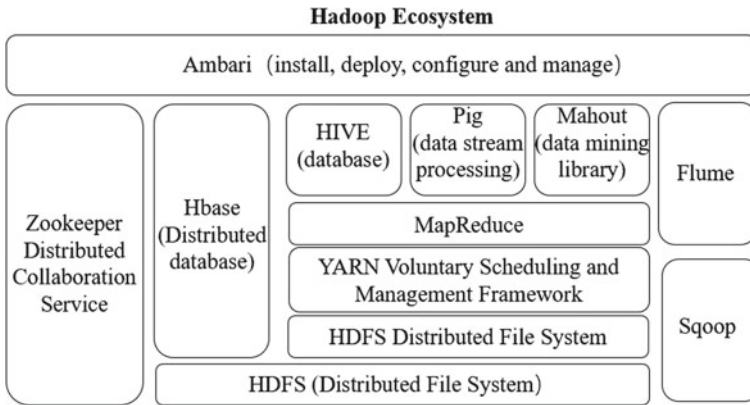 Hadoop Ecosystem
Ambari（install, deploy, configure and manage）
Zookeeper
Distributed
Collaboration
Service
Hbase
(Distributed
database)
HIVE
(database)
Pig
(data stream
processing)
Mahout
(data mining
library)
MapReduce
YARN Voluntary Scheduling and
Management Framework
HDFS Distributed File System
HDFS (Distributed File System）
Flume
Sqoop